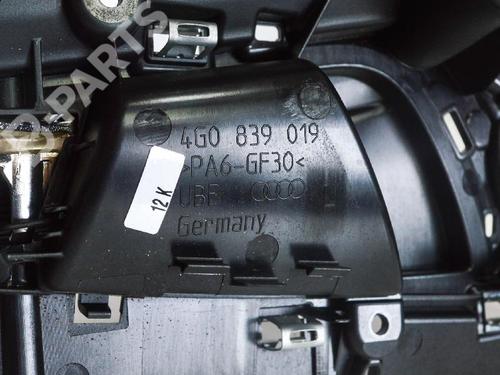 B-PARTS
4G0 839 019
>PA6-GF30<
UBE
Germany
12 K